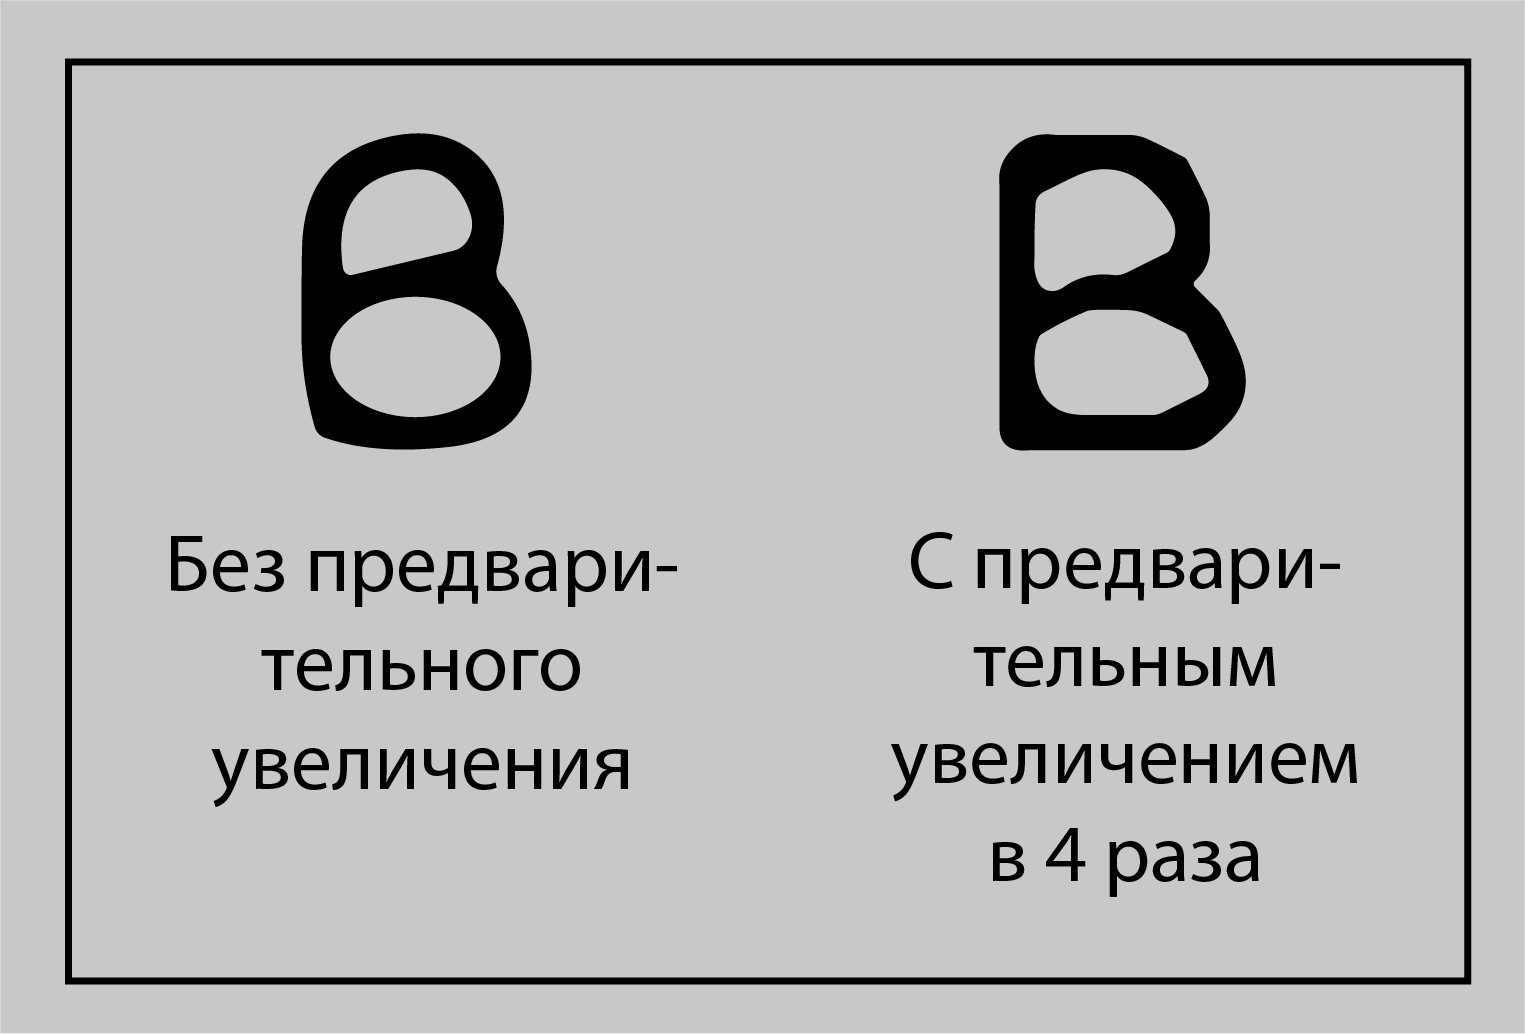 В В
Без предвари-
тельного
увеличения
С предвари-
тельным
увеличением
в 4 раза